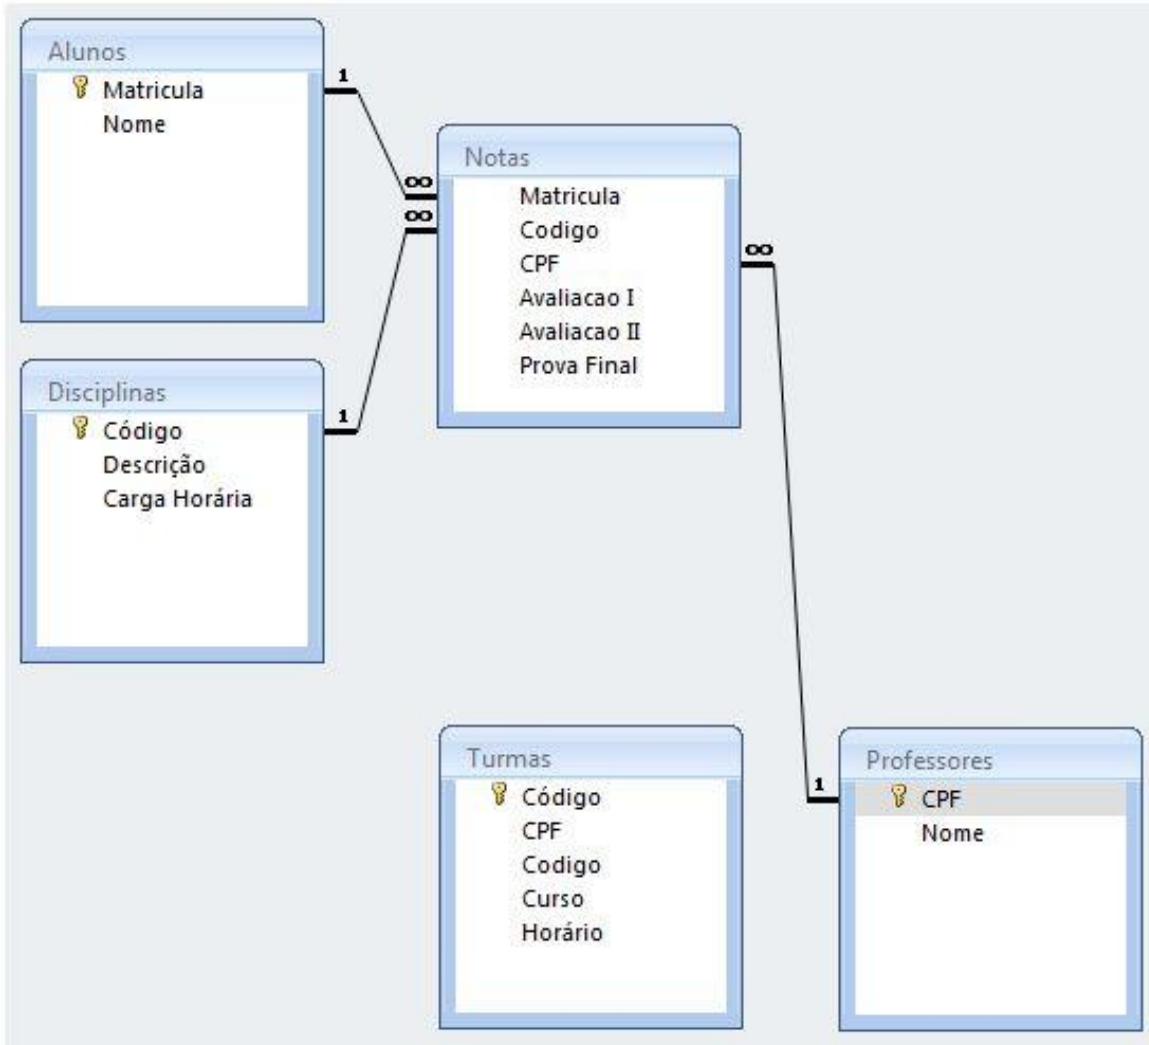 Alunos
Matricula
Nome
1
∞
Notas
Matricula
Codigo
CPF
Avaliacao I
Avaliacao II
Prova Final
∞
∞
Disciplinas
Código
Descrição
Carga Horária
1
Turmas
Código
CPF
Codigo
Curso
Horário
Professores
CPF
Nome
1